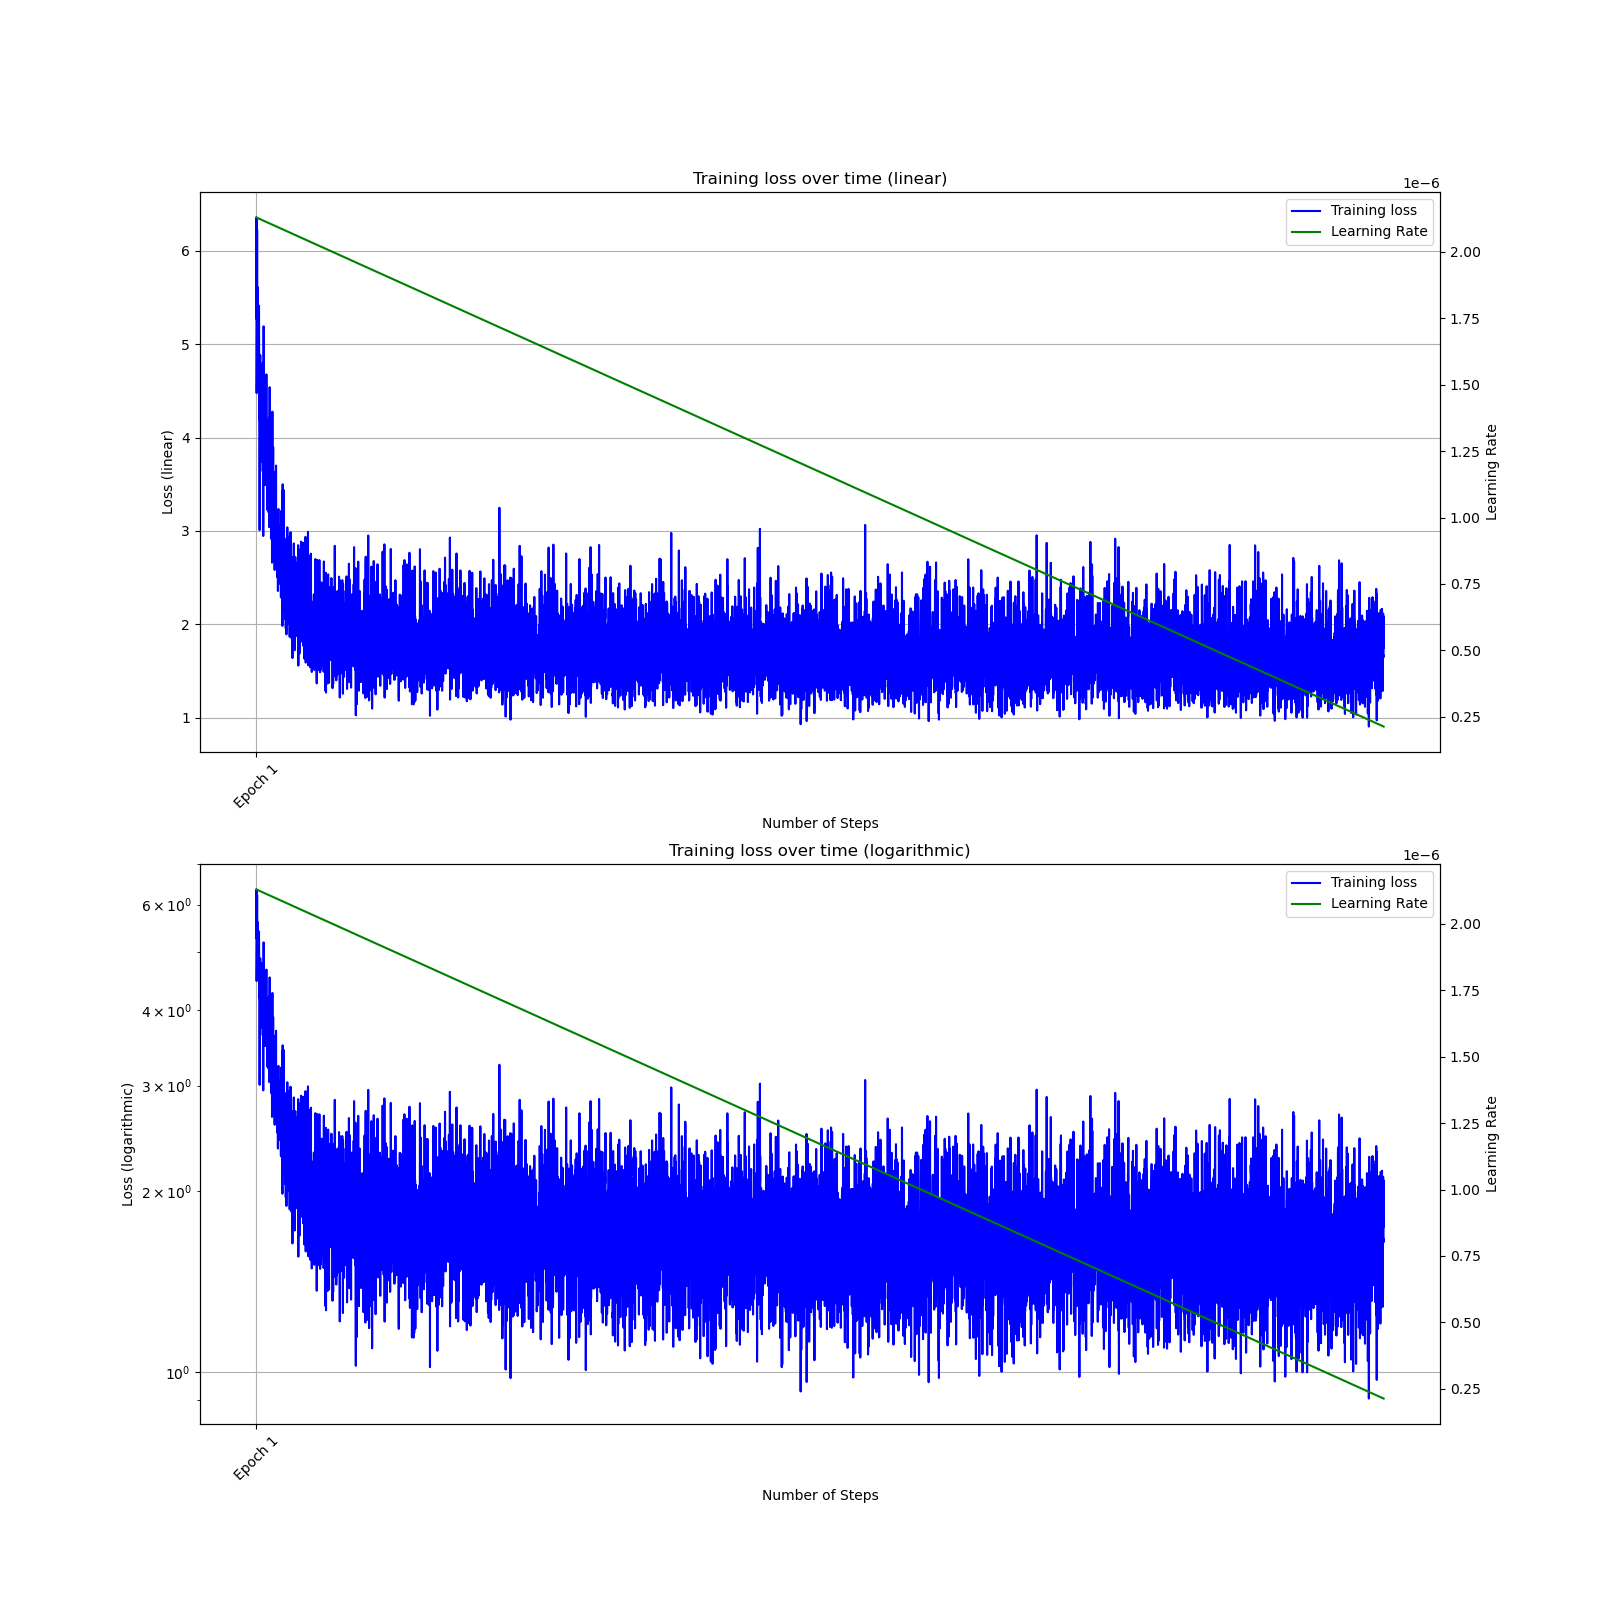 Training loss over time (linear)
1e−6
Training loss
Learning Rate
6
5
4
3
2
1
Loss (linear)
2.00
1.75
1.50
1.25
1.00
0.75
0.50
0.25
Learning Rate
Epoch 1
Number of Steps
Training loss over time (logarithmic)
1e−6
Training loss
Learning Rate
6 × 10⁰
4 × 10⁰
3 × 10⁰
2 × 10⁰
10⁰
Loss (logarithmic)
2.00
1.75
1.50
1.25
1.00
0.75
0.50
0.25
Learning Rate
Epoch 1
Number of Steps